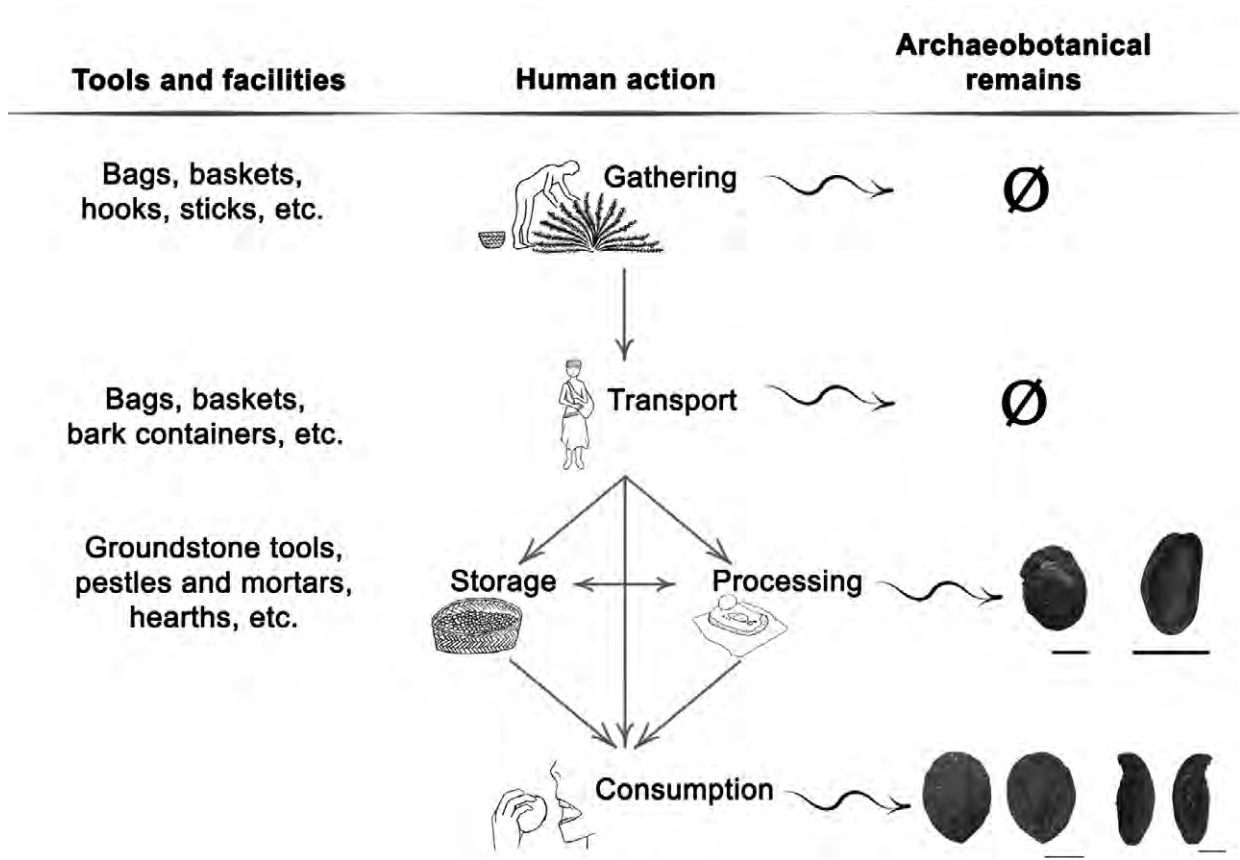 Tools and facilities
Human action
Archaeobotanical
remains
Bags, baskets,
hooks, sticks, etc.
Gathering
Ø
Bags, baskets,
bark containers, etc.
Transport
Ø
Groundstone tools,
pestles and mortars,
hearths, etc.
Storage
Processing
Consumption